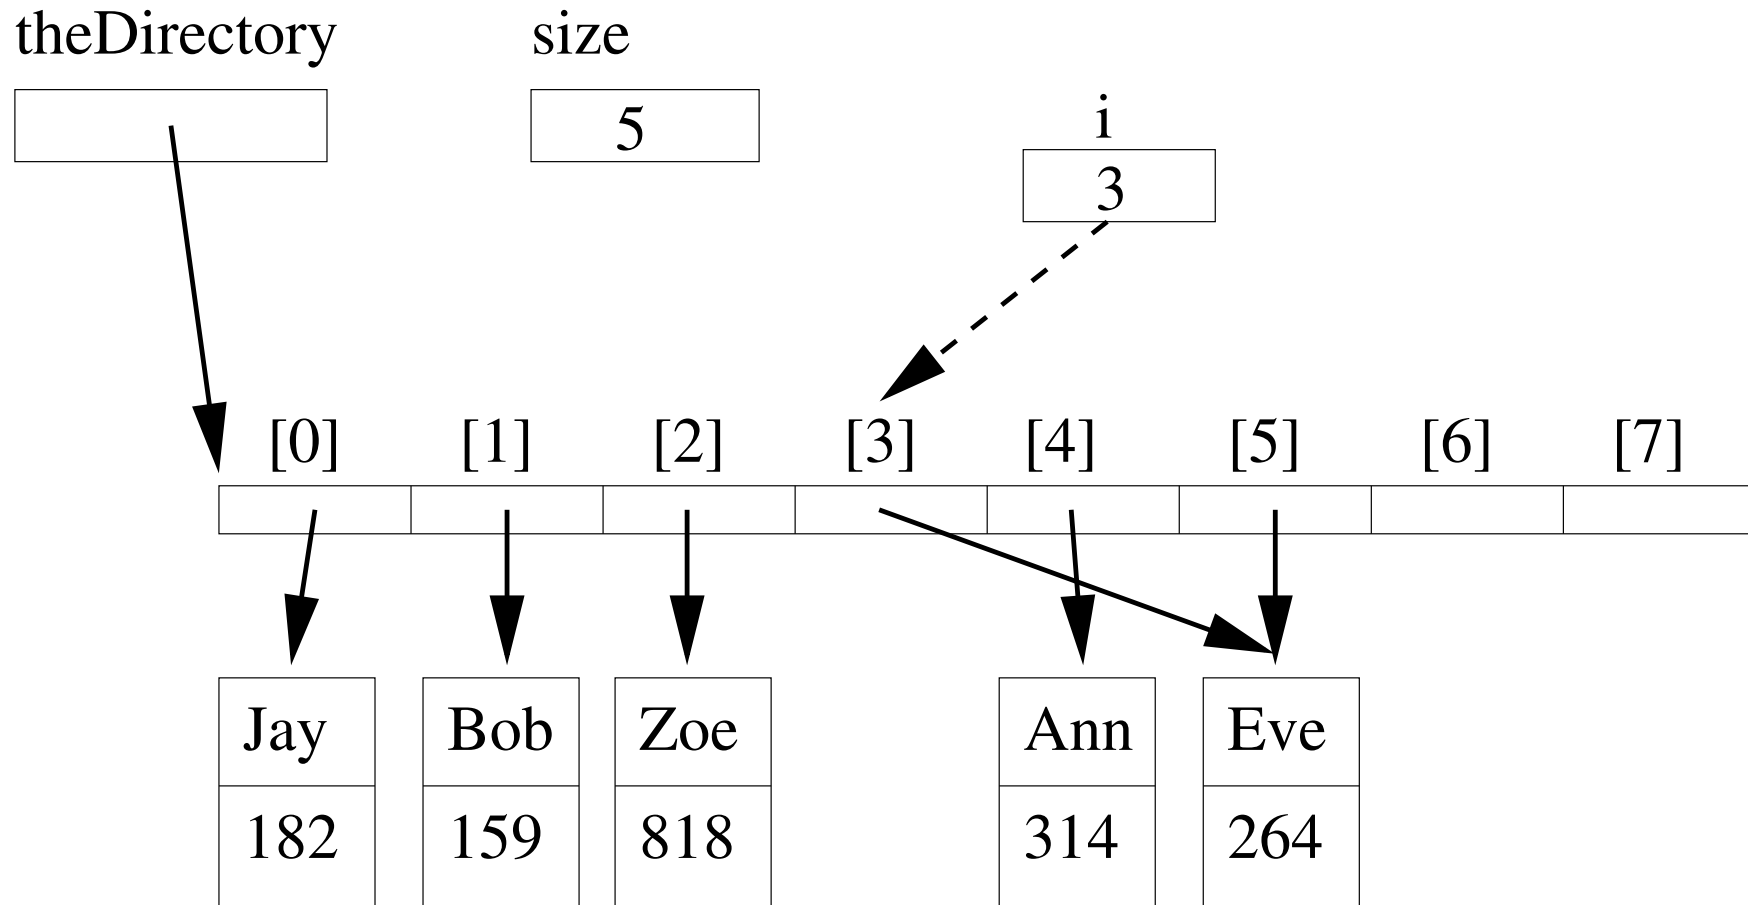 theDirectory size
5
i
3
[0] [1] [2] [3] [4] [5] [6] [7]
Jay Bob Zoe Ann Eve
182 159 818 314 264